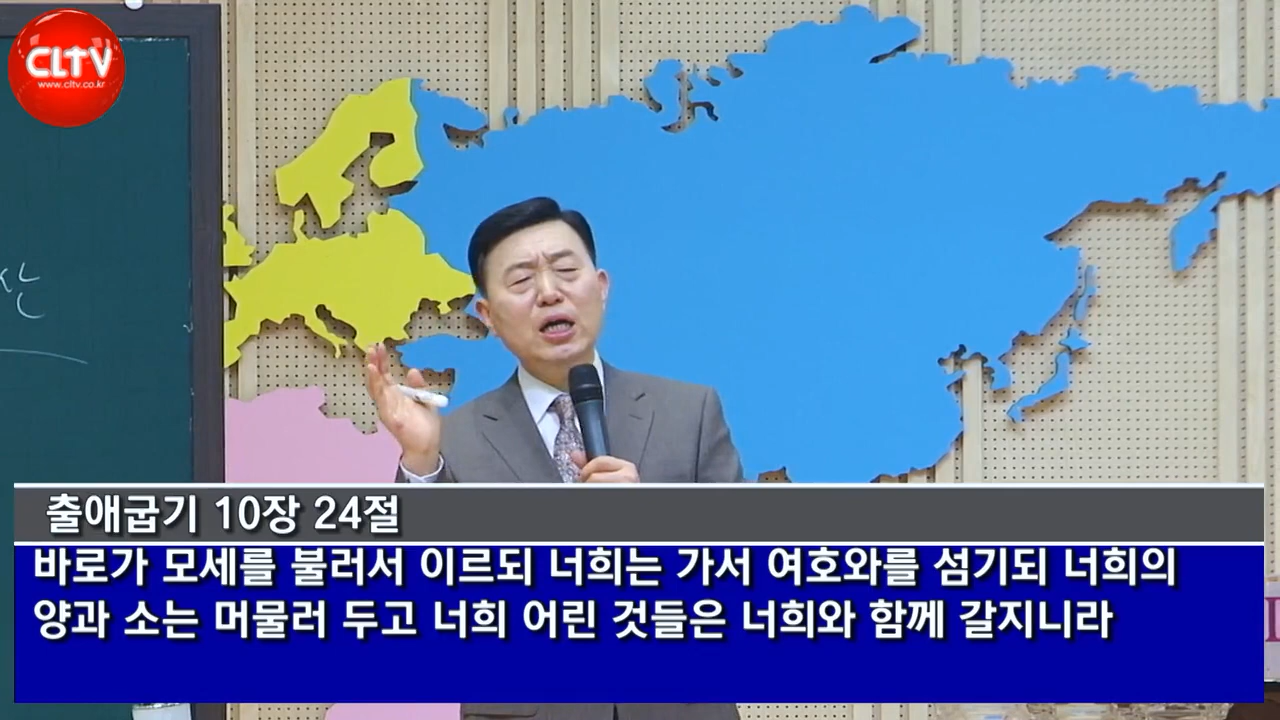 CLTV
www.cltv.co.kr
산
출애굽기 10장 24절
바로가 모세를 불러서 이르되 너희는 가서 여호와를 섬기되 너희의
양과 소는 머물러 두고 너희 어린 것들은 너희와 함께 갈지니라